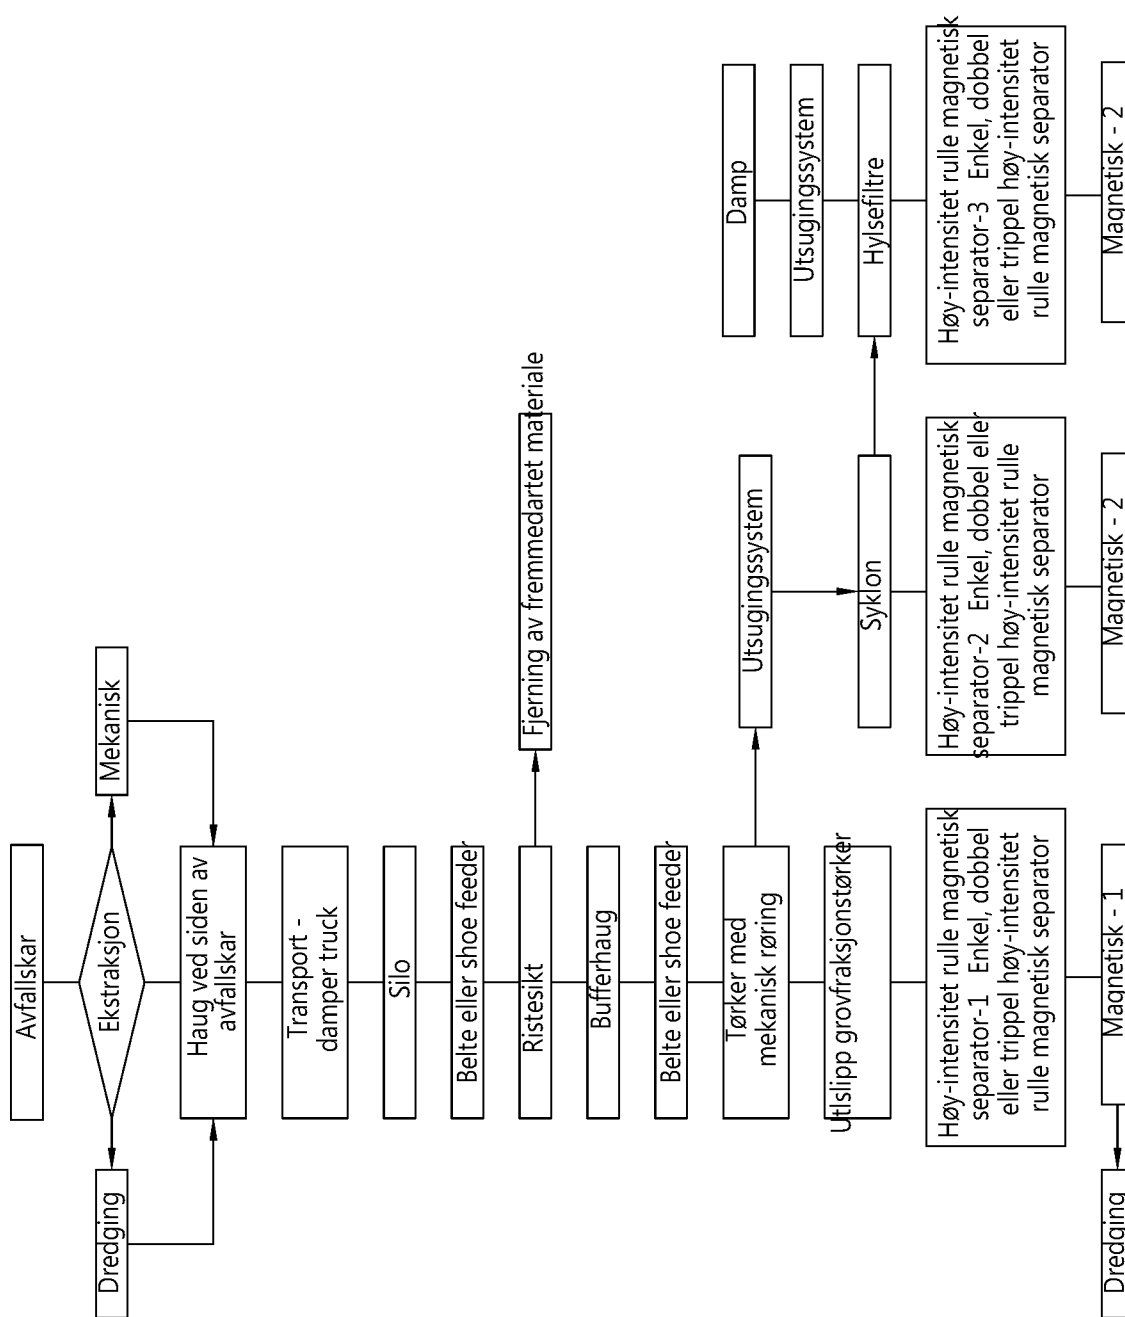 Avfallskar
Ekstraksjon
Dredging
Mekanisk
Haug ved siden av
avfallskar
Transport -
damper truck
Silo
Belte eller shoe feeder
Ristesikt
Fjerning av fremmedartet materiale
Bufferhaug
Belte eller shoe feeder
Tørker med
mekanisk røring
Utsugingssystem
Damp
Utsugingssystem
Utlslipp grovfraksjonstørker
Syklon
Hylsefiltre
Høy-intensitet rulle magnetisk
separator-1 Enkel, dobbel
eller trippel høy-intensitet
rulle magnetisk separator
Høy-intensitet rulle magnetisk
separator-2 Enkel, dobbel eller
trippel høy-intensitet rulle
magnetisk separator
Høy-intensitet rulle magnetisk
separator-3 Enkel, dobbel
eller trippel høy-intensitet
rulle magnetisk separator
Dredging
Magnetisk - 1
Magnetisk - 2
Magnetisk - 2